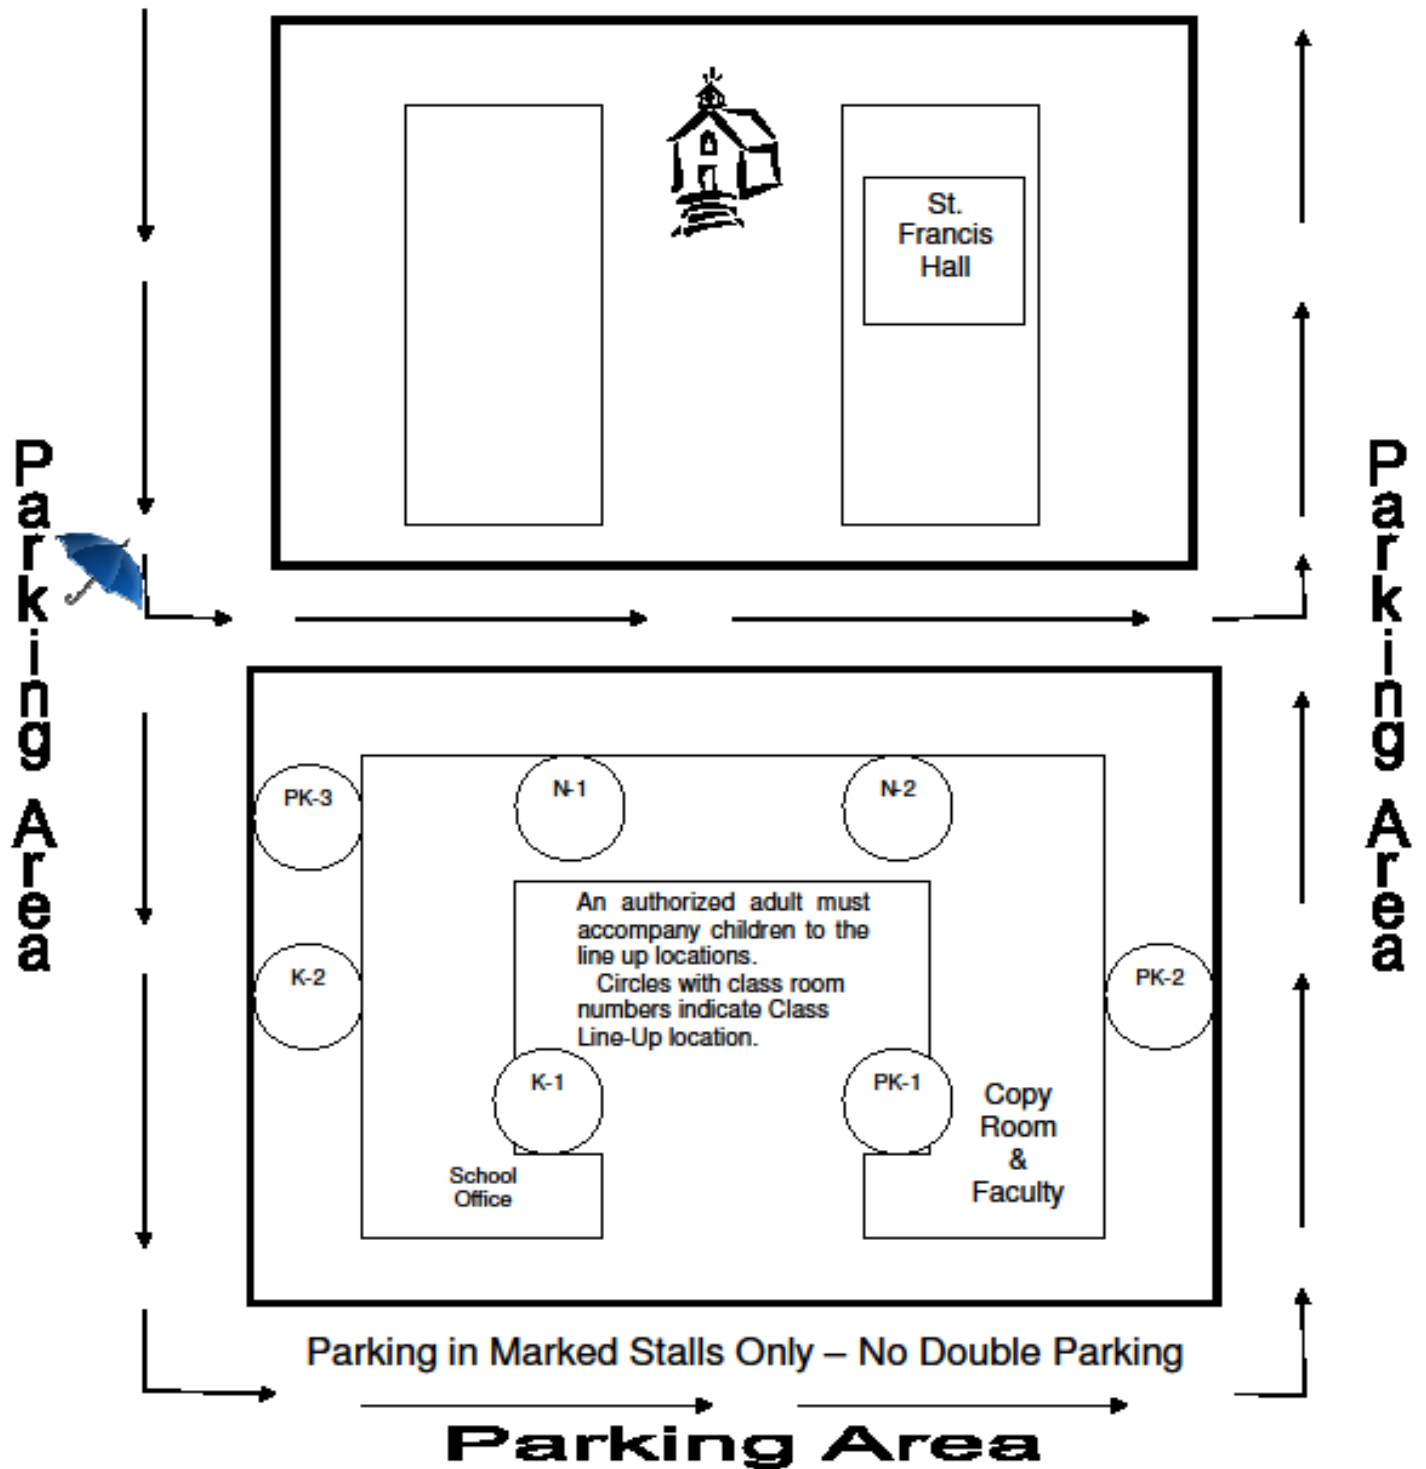 St.
Francis
Hall
Parking Area
Parking Area
PK-3
N-1
N-2
K-2
An authorized adult must
accompany children to the
line up locations.
Circles with class room
numbers indicate Class
Line-Up location.
PK-2
K-1
PK-1
Copy
Room
&
Faculty
School
Office
Parking in Marked Stalls Only – No Double Parking
Parking Area